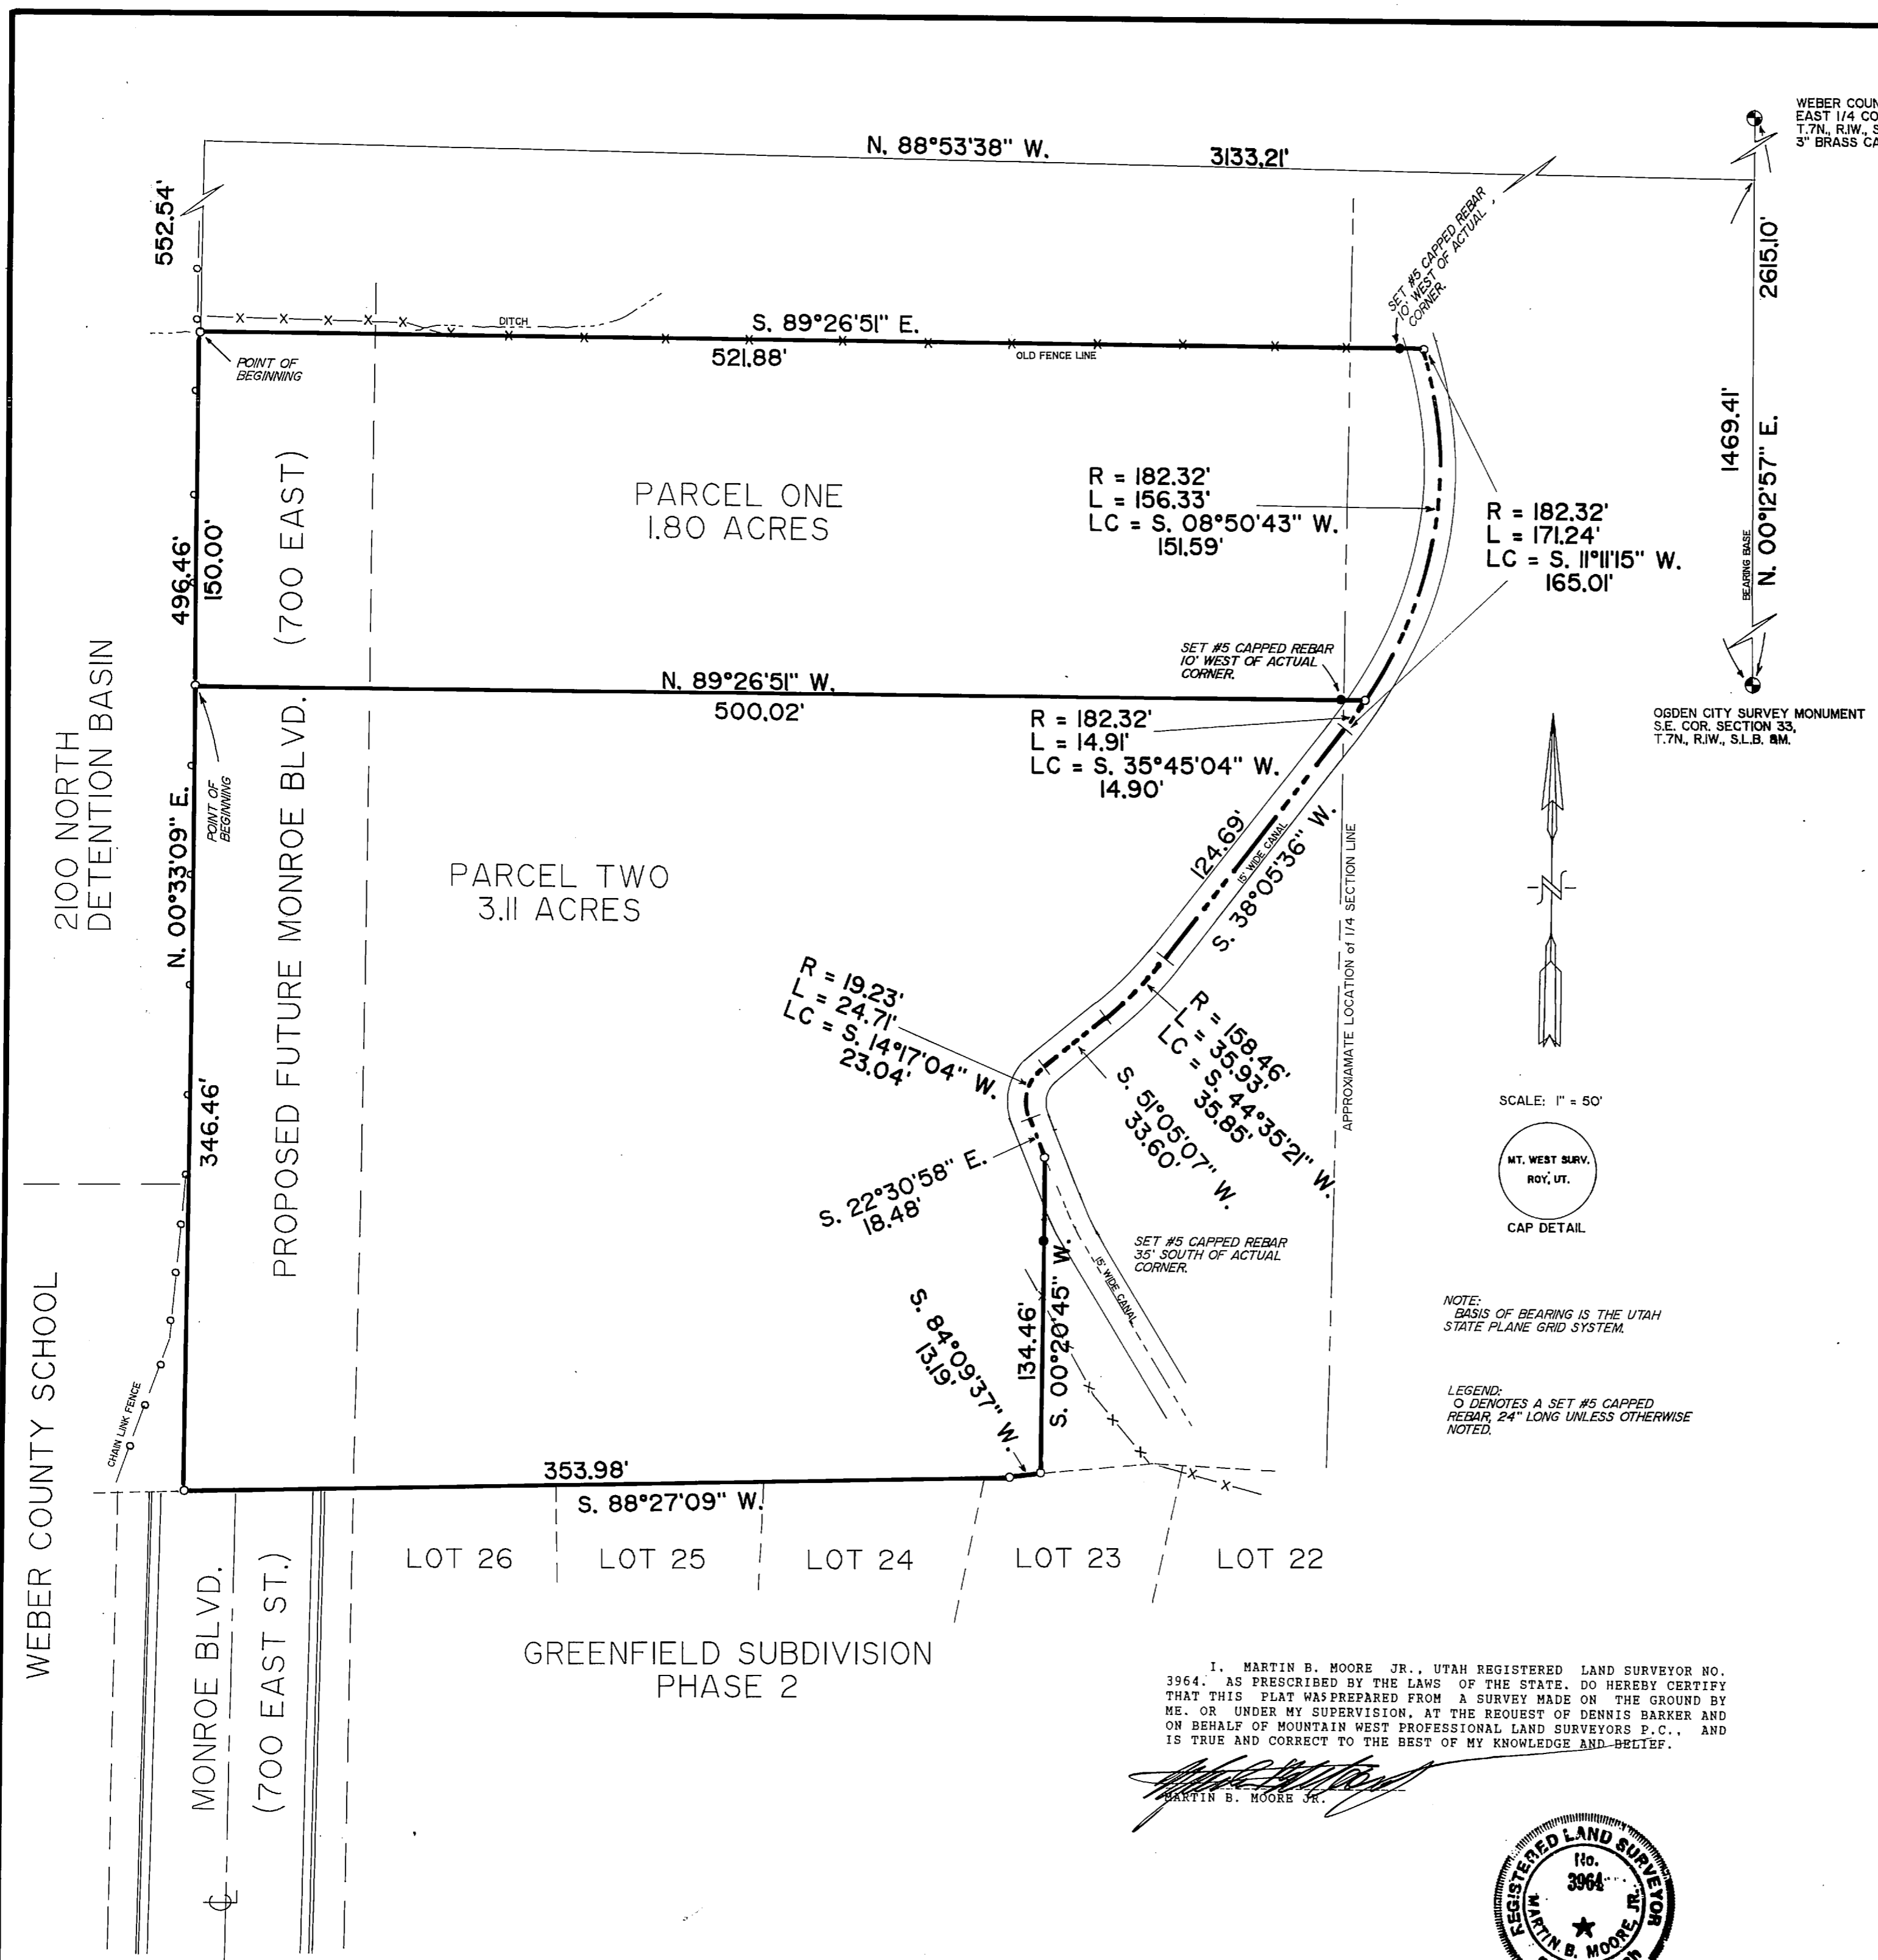 WEBER COUN
EAST 1/4 CO
T.7N., R.1W., S
3" BRASS CA
N. 88°53'38" W.
3133.21'
552.54'
SET #5 CAPPED REBAR
10' WEST OF ACTUAL
CORNER.
2615.10'
1469.41'
BEARING BASE
N. 00°12'57" E.
DITCH
S. 89°26'51" E.
521.88'
OLD FENCE LINE
POINT OF
BEGINNING
PARCEL ONE
1.80 ACRES
R = 182.32'
L = 156.33'
LC = S. 08°50'43" W.
151.59'
R = 182.32'
L = 171.24'
LC = S. 11°11'15" W.
165.01'
496.46'
150.00'
(700 EAST)
SET #5 CAPPED REBAR
10' WEST OF ACTUAL
CORNER.
N. 89°26'51" W.
500.02'
R = 182.32'
L = 14.91'
LC = S. 35°45'04" W.
14.90'
OGDEN CITY SURVEY MONUMENT
S.E. COR. SECTION 33,
T.7N., R.1W., S.L.B. &M.
2100 NORTH
DETENTION BASIN
POINT OF
BEGINNING
N. 00°33'09" E.
PROPOSED FUTURE MONROE BLVD.
PARCEL TWO
3.11 ACRES
124.69'
15' WIDE CANAL
S. 38°05'36" W.
APPROXIAMATE LOCATION of 1/4 SECTION LINE
N
R = 19.23'
L = 24.71'
LC = S. 14°17'04" W.
23.04'
R = 158.46'
L = 35.93'
LC = S. 44°35'21" W.
35.85'
S. 51°05'07" W.
33.60'
346.46'
S. 22°30'58" E.
18.48'
SCALE: 1" = 50'
MT. WEST SURV.
ROY, UT.
CAP DETAIL
SET #5 CAPPED REBAR
35' SOUTH OF ACTUAL
CORNER.
15' WIDE CANAL
134.46'
S. 00°20'45" W.
S. 84°09'37" W.
13.19'
NOTE:
BASIS OF BEARING IS THE UTAH
STATE PLANE GRID SYSTEM.
LEGEND:
O DENOTES A SET #5 CAPPED
REBAR, 24" LONG UNLESS OTHERWISE
NOTED.
WEBER COUNTY SCHOOL
CHAIN LINK FENCE
353.98'
S. 88°27'09" W.
LOT 26
LOT 25
LOT 24
LOT 23
LOT 22
MONROE BLVD.
(700 EAST ST.)
GREENFIELD SUBDIVISION
PHASE 2
I, MARTIN B. MOORE JR., UTAH REGISTERED LAND SURVEYOR NO.
3964. AS PRESCRIBED BY THE LAWS OF THE STATE. DO HEREBY CERTIFY
THAT THIS PLAT WAS PREPARED FROM A SURVEY MADE ON THE GROUND BY
ME. OR UNDER MY SUPERVISION, AT THE REQUEST OF DENNIS BARKER AND
ON BEHALF OF MOUNTAIN WEST PROFESSIONAL LAND SURVEYORS P.C., AND
IS TRUE AND CORRECT TO THE BEST OF MY KNOWLEDGE AND BELIEF.
MARTIN B. MOORE JR.
REGISTERED LAND SURVEYOR
No.
3964
MARTIN B. MOORE, JR.